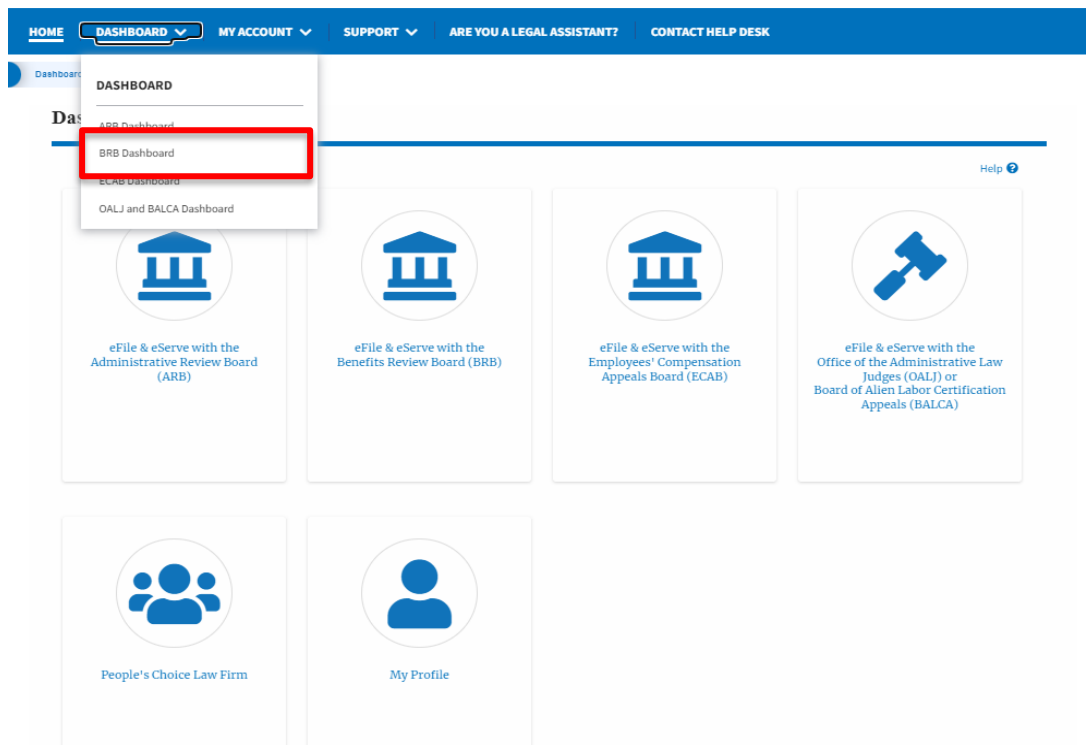 HOME DASHBOARD MY ACCOUNT SUPPORT ARE YOU A LEGAL ASSISTANT? CONTACT HELP DESK
Dashboard
DASHBOARD
Das
ARB Dashboard
BRB Dashboard
ECAB Dashboard
OALJ and BALCA Dashboard
Help
eFile & eServe with the
Administrative Review Board
(ARB)
eFile & eServe with the
Benefits Review Board (BRB)
eFile & eServe with the
Employees' Compensation
Appeals Board (ECAB)
eFile & eServe with the
Office of the Administrative Law
Judges (OALJ) or
Board of Alien Labor Certification
Appeals (BALCA)
People's Choice Law Firm
My Profile